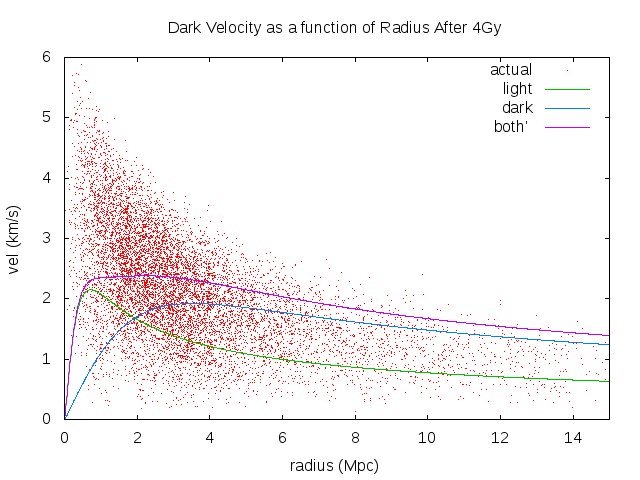 Dark Velocity as a function of Radius After 4Gy
actual
light
dark
both'
vel (km/s)
6
5
4
3
2
1
0
0 2 4 6 8 10 12 14
radius (Mpc)